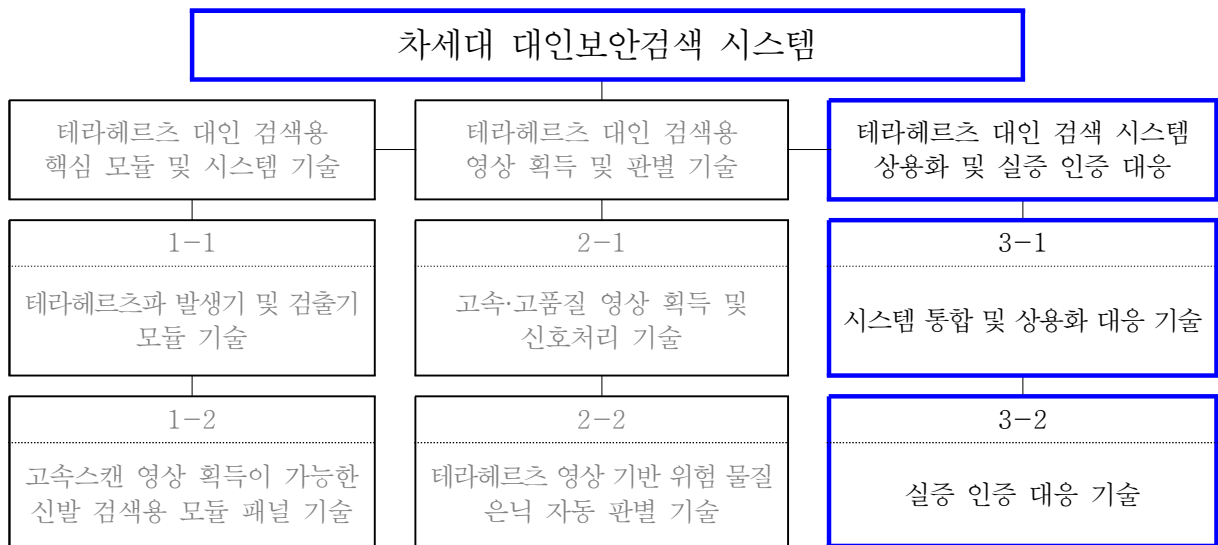 차세대 대인보안검색 시스템
테라헤르츠 대인 검색용
핵심 모듈 및 시스템 기술
테라헤르츠 대인 검색용
영상 획득 및 판별 기술
테라헤르츠 대인 검색 시스템
상용화 및 실증 인증 대응
1-1
테라헤르츠파 발생기 및 검출기
모듈 기술
2-1
고속·고품질 영상 획득 및
신호처리 기술
3-1
시스템 통합 및 상용화 대응 기술
1-2
고속스캔 영상 획득이 가능한
신발 검색용 모듈 패널 기술
2-2
테라헤르츠 영상 기반 위험 물질
은닉 자동 판별 기술
3-2
실증 인증 대응 기술